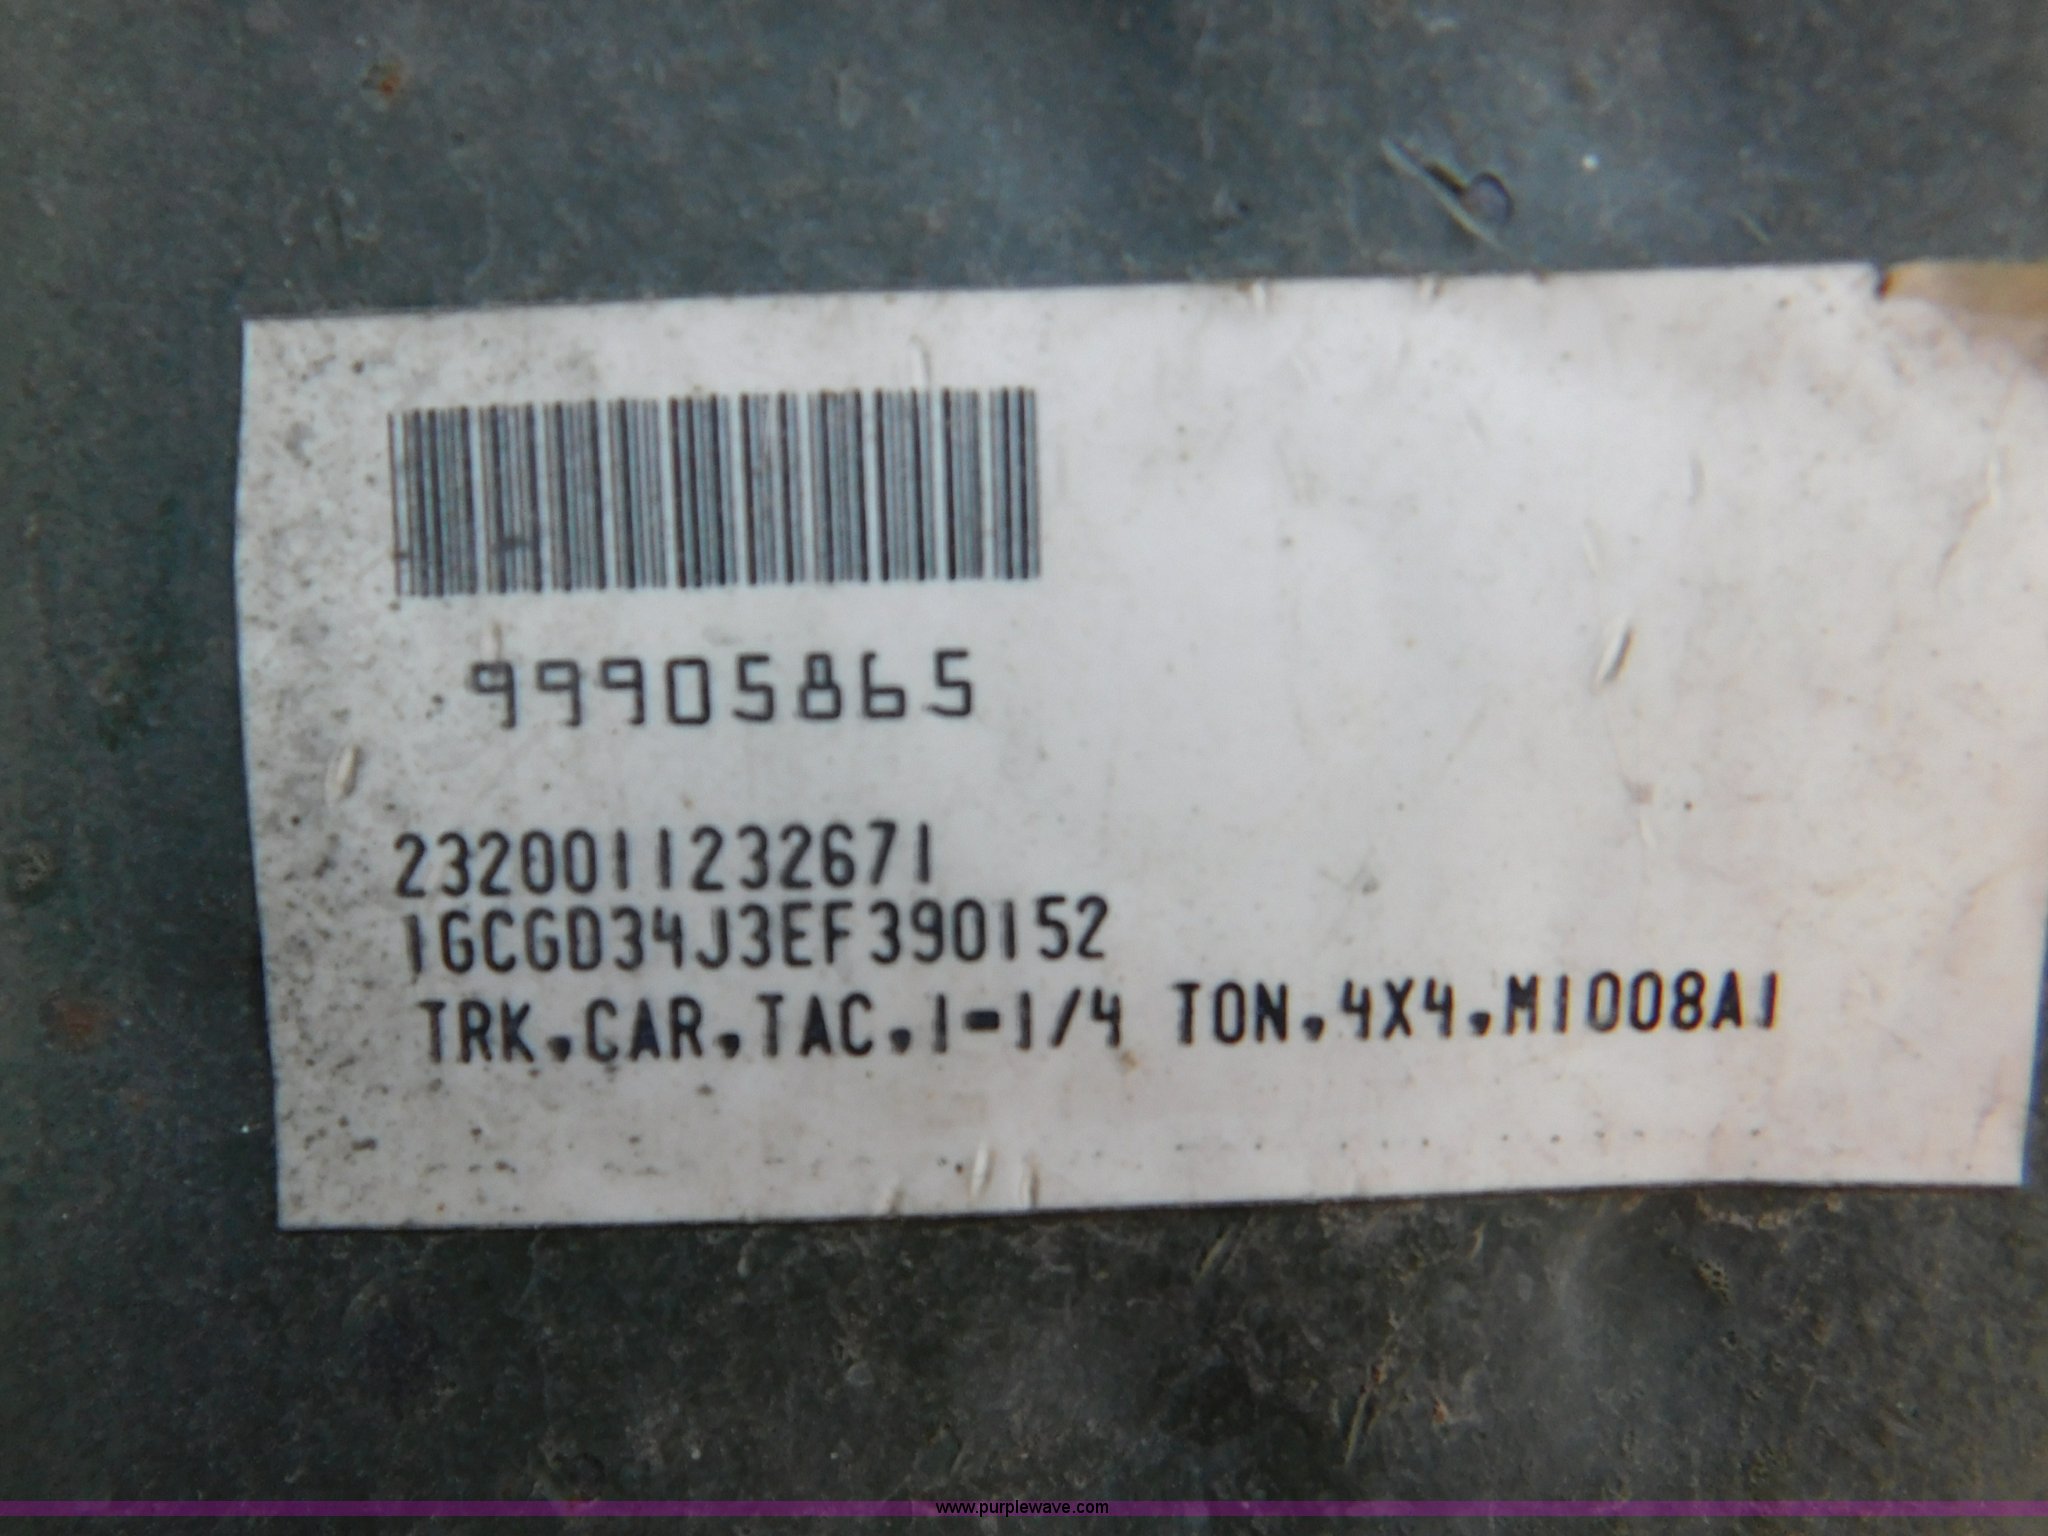 99905865
2320011232671
1GCGD34J3EF390152
TRK,CAR,TAC,1-1/4 TON,4X4,M1008A1
www.purplewave.com